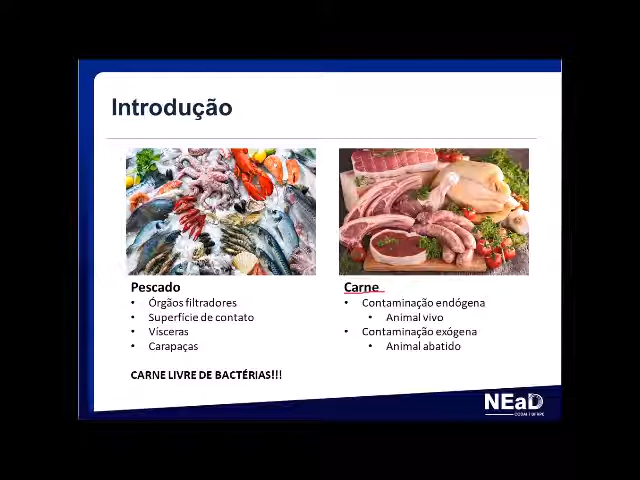 Introdução
Pescado
Órgãos filtradores
Superfície de contato
Vísceras
Carapaças
CARNE LIVRE DE BACTÉRIAS!!!
Carne
Contaminação endógena
Animal vivo
Contaminação exógena
Animal abatido
NEaD